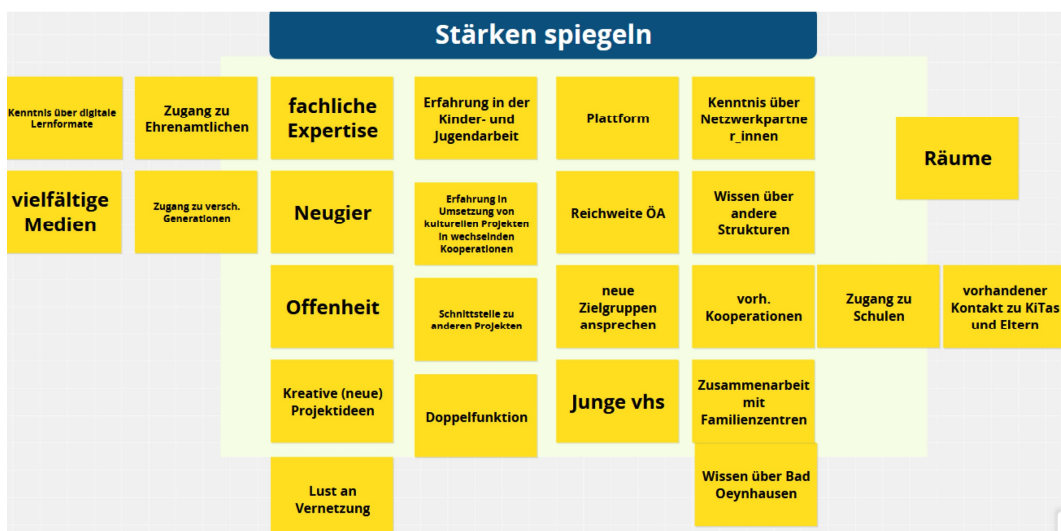 Stärken spiegeln
Kenntnis über digitale
Lernformate
Zugang zu
Ehrenamtlichen
fachliche
Expertise
Erfahrung in der
Kinder- und
Jugendarbeit
Plattform
Kenntnis über
Netzwerkpartne
r_innen
Räume
vielfältige
Medien
Zugang zu versch.
Generationen
Neugier
Erfahrung in
Umsetzung von
kulturellen Projekten
in wechselnden
Kooperationen
Reichweite ÖA
Wissen über
andere
Strukturen
Offenheit
Schnittstelle zu
anderen Projekten
neue
Zielgruppen
ansprechen
vorh.
Kooperationen
Zugang zu
Schulen
vorhandener
Kontakt zu KiTas
und Eltern
Kreative (neue)
Projektideen
Doppelfunktion
Junge vhs
Zusammenarbeit
mit
Familienzentren
Lust an
Vernetzung
Wissen über Bad
Oeynhausen